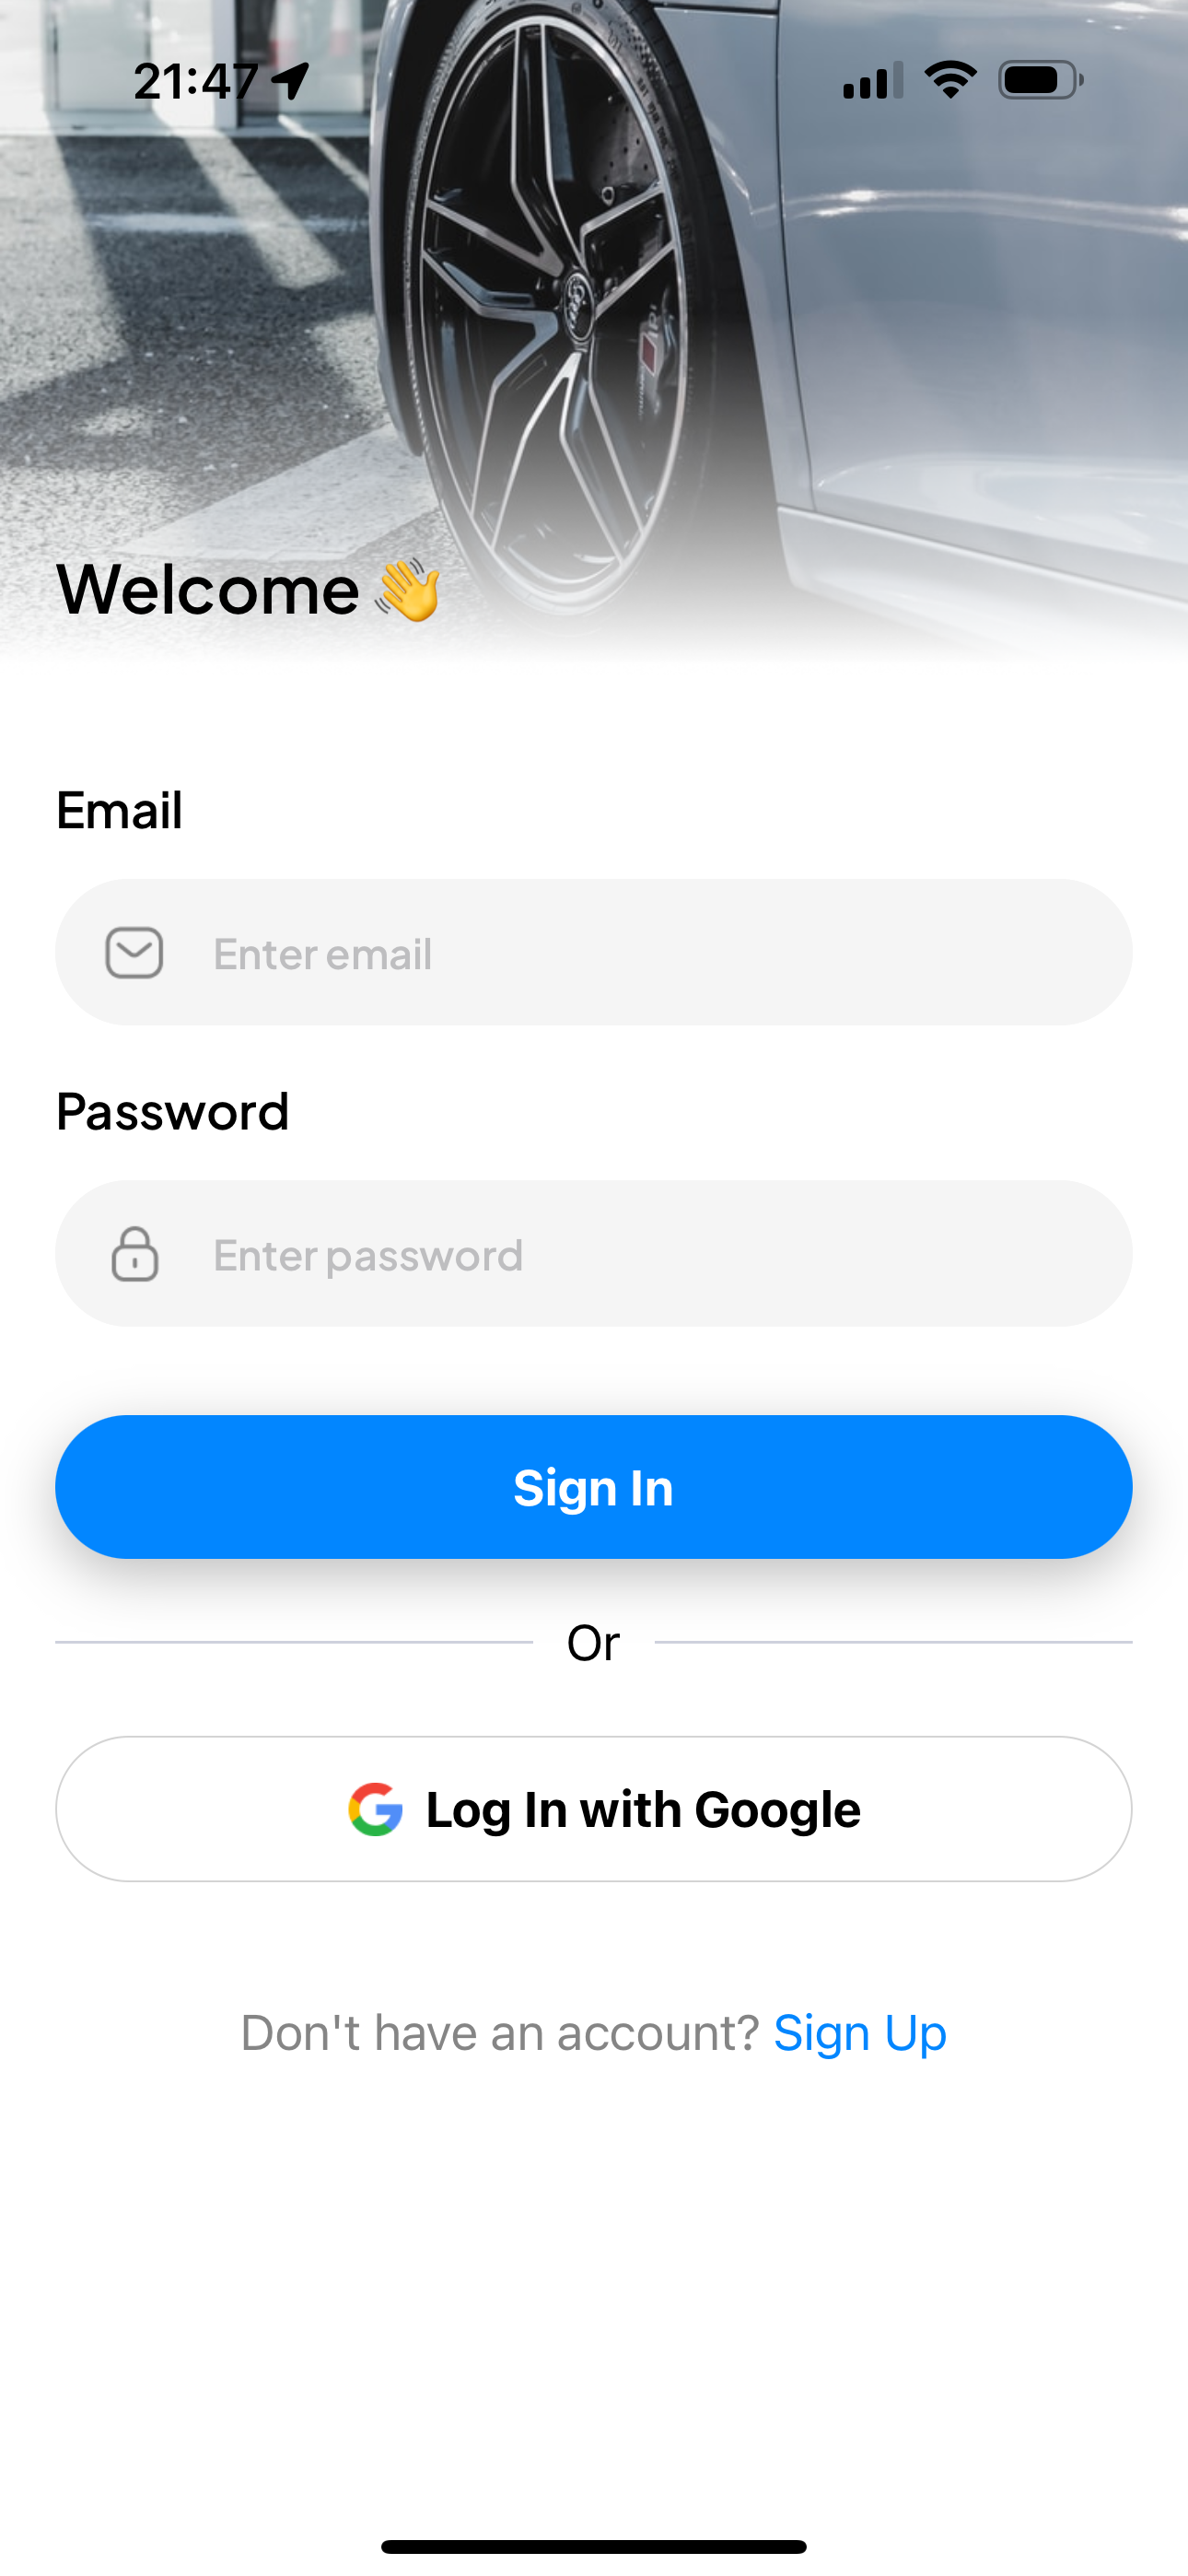 21:47
Welcome 👋
Email
Enter email
Password
Enter password
Sign In
Or
Log In with Google
Don't have an account? Sign Up